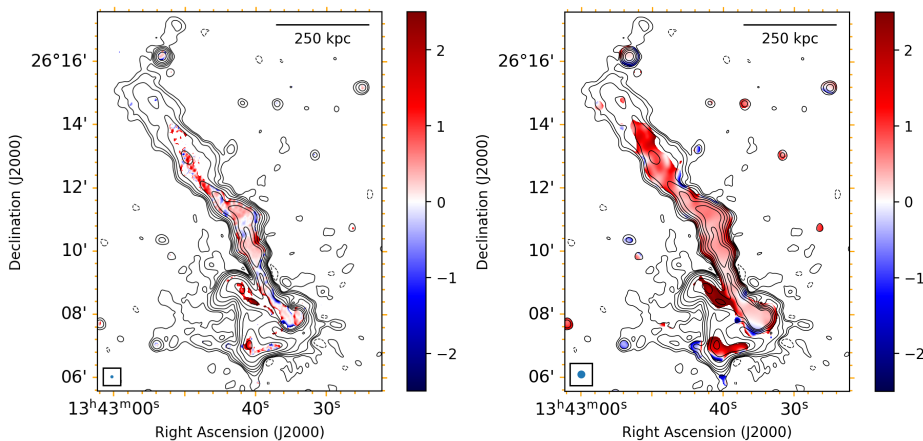 250 kpc
26°16'
14'
12'
10'
08'
06'
13ʰ43ᵐ00ˢ
40ˢ
30ˢ
Declination (J2000)
Right Ascension (J2000)
2
1
0
−1
−2
250 kpc
26°16'
14'
12'
10'
08'
06'
13ʰ43ᵐ00ˢ
40ˢ
30ˢ
Declination (J2000)
Right Ascension (J2000)
2
1
0
−1
−2